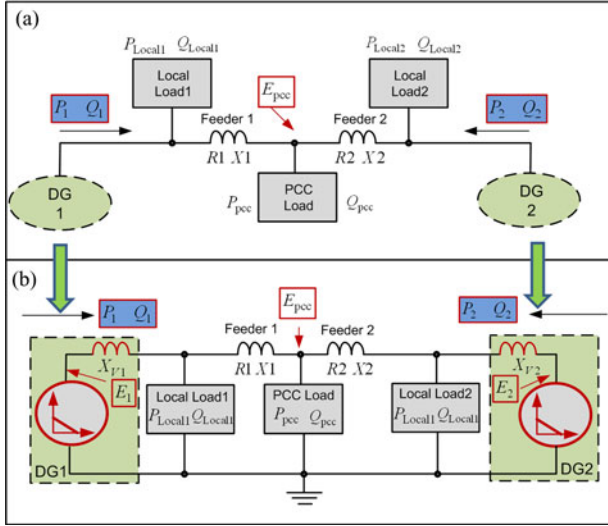 (a)
P_Local1 Q_Local1
P_Local2 Q_Local2
Local Load1
Local Load2
E_pcc
P_1 Q_1
P_2 Q_2
Feeder 1
Feeder 2
R1 X1
R2 X2
DG 1
P_pcc
PCC Load
Q_pcc
DG 2
(b)
P_1 Q_1
E_pcc
P_2 Q_2
Feeder 1
Feeder 2
X_V1
R1 X1
R2 X2
X_V2
E_1
E_2
Local Load1
P_Local1 Q_Local1
PCC Load
P_pcc Q_pcc
Local Load2
P_Local1 Q_Local1
DG1
DG2